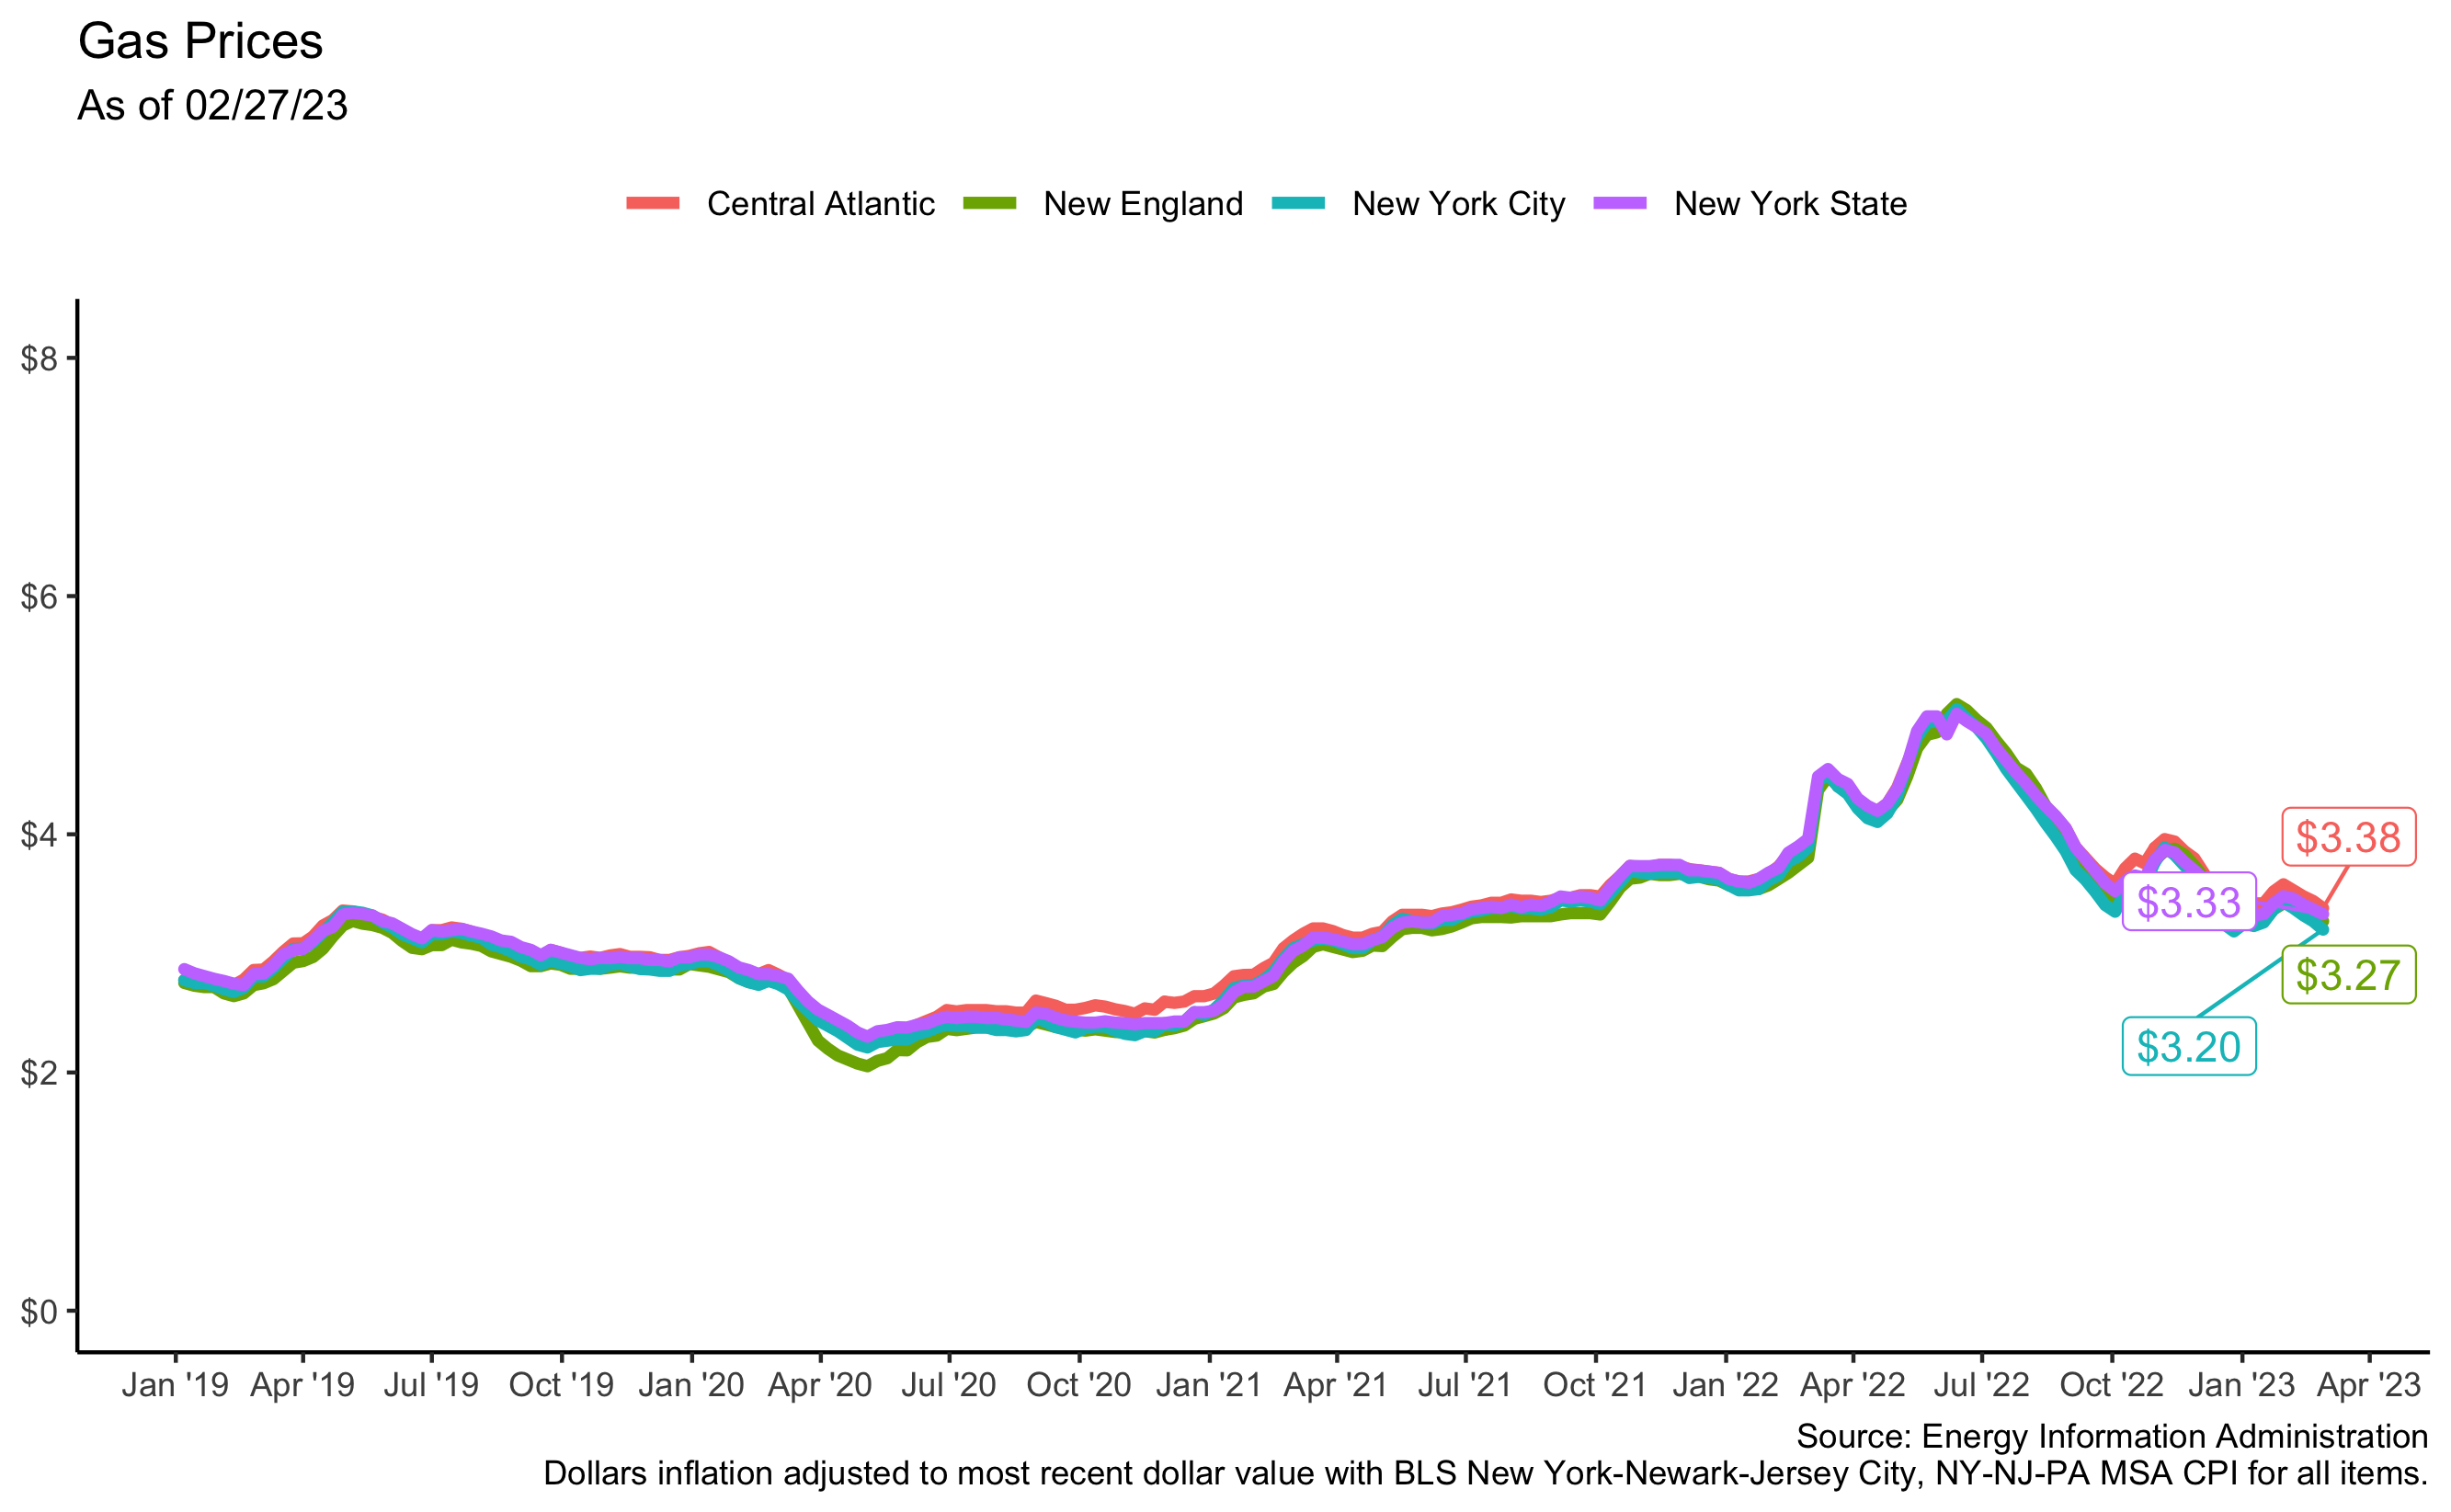 Gas Prices
As of 02/27/23
Central Atlantic New England New York City New York State
$8
$6
$4
$2
$0
$3.38
$3.33
$3.27
$3.20
Jan '19 Apr '19 Jul '19 Oct '19 Jan '20 Apr '20 Jul '20 Oct '20 Jan '21 Apr '21 Jul '21 Oct '21 Jan '22 Apr '22 Jul '22 Oct '22 Jan '23 Apr '23
Source: Energy Information Administration
Dollars inflation adjusted to most recent dollar value with BLS New York-Newark-Jersey City, NY-NJ-PA MSA CPI for all items.